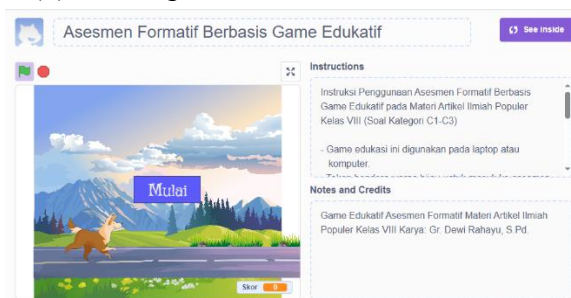 Asesmen Formatif Berbasis Game Edukatif
See inside
Instructions
Instruksi Penggunaan Asesmen Formatif Berbasis
Game Edukatif pada Materi Artikel Ilmiah Populer
Kelas VIII (Soal Kategori C1-C3)
- Game edukasi ini digunakan pada laptop atau
komputer.
Notes and Credits
Game Edukatif Asesmen Formatif Materi Artikel Ilmiah
Populer Kelas VIII Karya: Gr. Dewi Rahayu, S.Pd.
Mulai
Skor 0